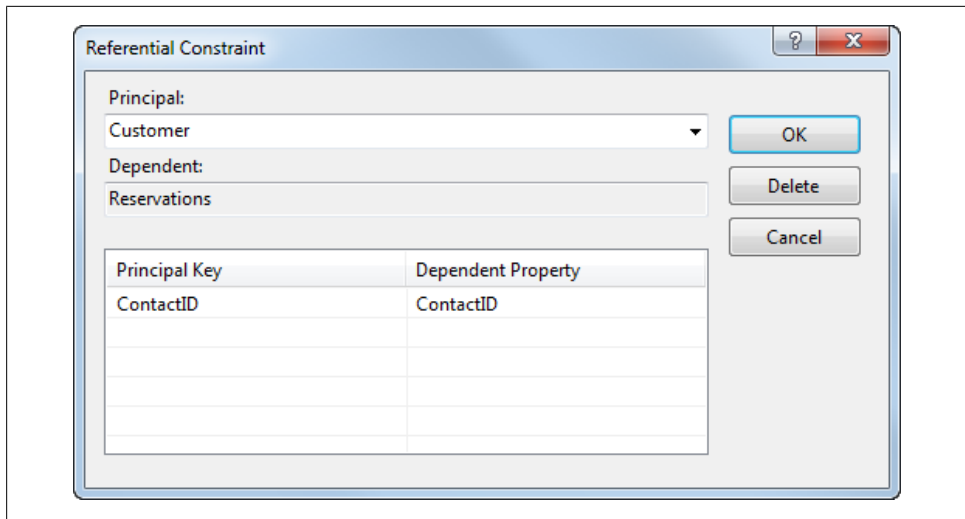 Referential Constraint
?
Principal:
Customer
OK
Dependent:
Reservations
Delete
Cancel
Principal Key Dependent Property
ContactID ContactID